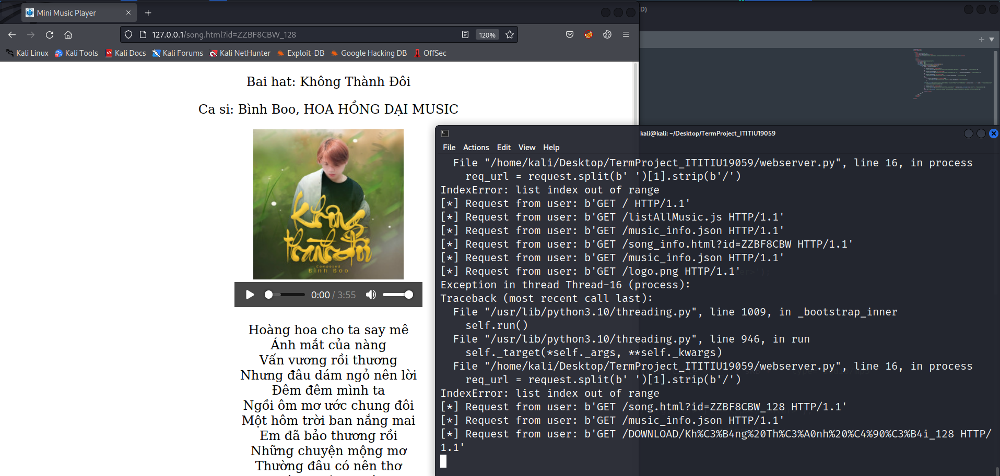 Mini Music Player
127.0.0.1/song.html?id=ZZBF8CBW_128
120%
Kali Linux
Kali Tools
Kali Docs
Kali Forums
Kali NetHunter
Exploit-DB
Google Hacking DB
OffSec
Bai hat: Không Thành Đôi
Ca si: Bình Boo, HOA HỒNG DẠI MUSIC
Không
thành đôi
Composed
Bình Boo
0:00 / 3:55
Hoàng hoa cho ta say mê
Ánh mắt của nàng
Vấn vương rồi thương
Nhưng đâu dám ngỏ nên lời
Đêm đêm mình ta
Ngồi ôm mơ ước chung đôi
Một hôm trời ban nắng mai
Em đã bảo thương rồi
Những chuyện mộng mơ
Thường đâu có nên thơ
ED)
kali@kali: ~/Desktop/TermProject_ITITIU19059
File Actions Edit View Help
File "/home/kali/Desktop/TermProject_ITITIU19059/webserver.py", line 16, in process
req_url = request.split(b' ')[1].strip(b'/')
IndexError: list index out of range
[*] Request from user: b'GET / HTTP/1.1'
[*] Request from user: b'GET /listAllMusic.js HTTP/1.1'
[*] Request from user: b'GET /music_info.json HTTP/1.1'
[*] Request from user: b'GET /song_info.html?id=ZZBF8CBW HTTP/1.1'
[*] Request from user: b'GET /music_info.json HTTP/1.1'
[*] Request from user: b'GET /logo.png HTTP/1.1'
Exception in thread Thread-16 (process):
Traceback (most recent call last):
File "/usr/lib/python3.10/threading.py", line 1009, in _bootstrap_inner
self.run()
File "/usr/lib/python3.10/threading.py", line 946, in run
self._target(*self._args, **self._kwargs)
File "/home/kali/Desktop/TermProject_ITITIU19059/webserver.py", line 16, in process
req_url = request.split(b' ')[1].strip(b'/')
IndexError: list index out of range
[*] Request from user: b'GET /song.html?id=ZZBF8CBW_128 HTTP/1.1'
[*] Request from user: b'GET /music_info.json HTTP/1.1'
[*] Request from user: b'GET /DOWNLOAD/Kh%C3%B4ng%20Th%C3%A0nh%20%C4%90%C3%B4i_128 HTTP/
1.1'